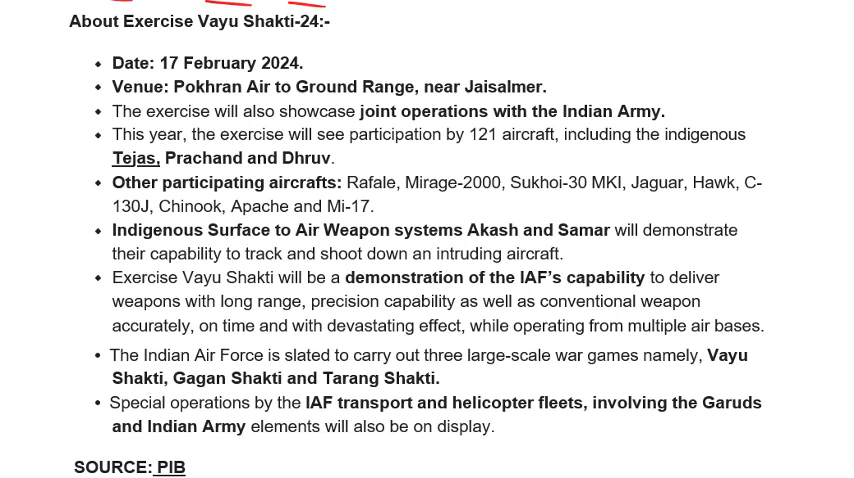 About Exercise Vayu Shakti-24:-
• Date: 17 February 2024.
• Venue: Pokhran Air to Ground Range, near Jaisalmer.
• The exercise will also showcase joint operations with the Indian Army.
• This year, the exercise will see participation by 121 aircraft, including the indigenous
Tejas, Prachand and Dhruv.
• Other participating aircrafts: Rafale, Mirage-2000, Sukhoi-30 MKI, Jaguar, Hawk, C-
130J, Chinook, Apache and Mi-17.
• Indigenous Surface to Air Weapon systems Akash and Samar will demonstrate
their capability to track and shoot down an intruding aircraft.
• Exercise Vayu Shakti will be a demonstration of the IAF’s capability to deliver
weapons with long range, precision capability as well as conventional weapon
accurately, on time and with devastating effect, while operating from multiple air bases.
• The Indian Air Force is slated to carry out three large-scale war games namely, Vayu
Shakti, Gagan Shakti and Tarang Shakti.
• Special operations by the IAF transport and helicopter fleets, involving the Garuds
and Indian Army elements will also be on display.
SOURCE: PIB